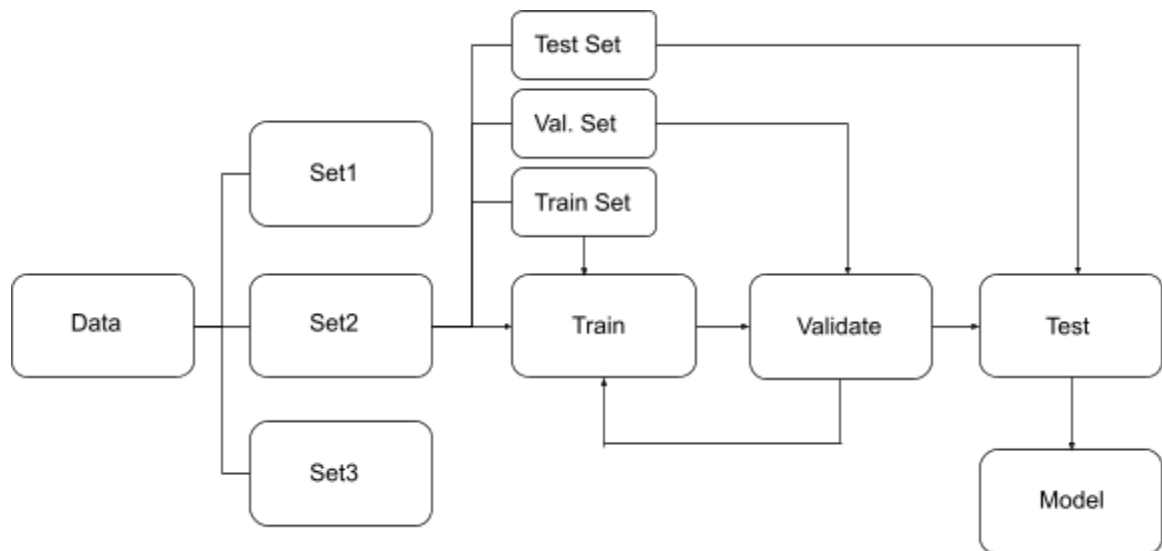 Test Set
Val. Set
Set1
Train Set
Data
Set2
Train
Validate
Test
Set3
Model